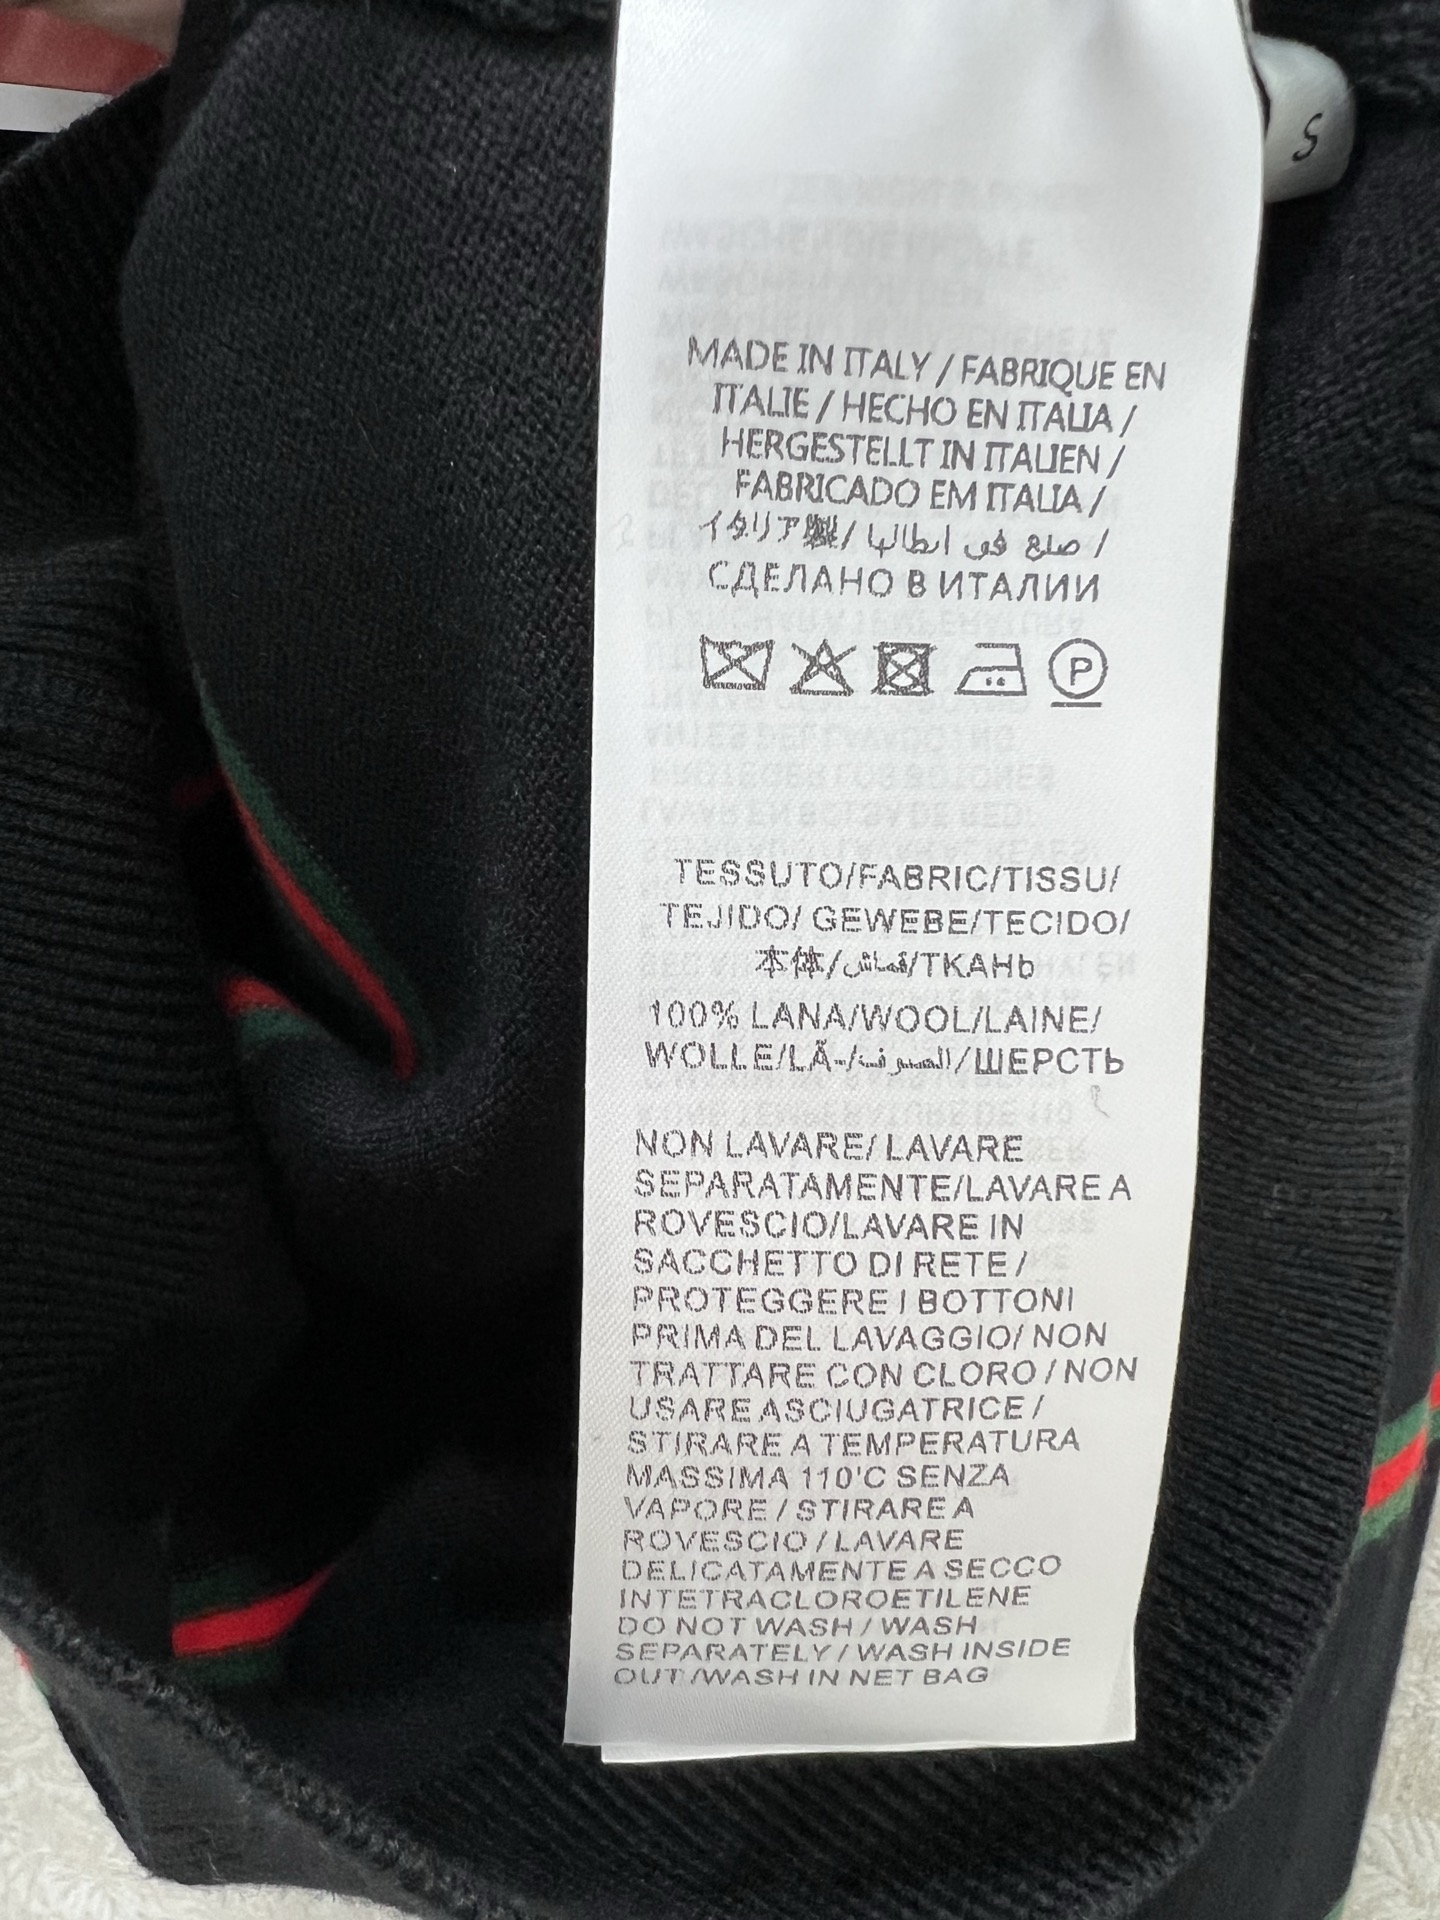 S
MADE IN ITALY / FABRIQUE EN
ITALIE / HECHO EN ITALIA /
HERGESTELLT IN ITALIEN /
FABRICADO EM ITALIA /
イタリア製/ صنع في ايطاليا /
СДЕЛАНО В ИТАЛИИ
P
TESSUTO/FABRIC/TISSU/
TEJIDO/ GEWEBE/TECIDO/
本体/قماش/ТКАНЬ
100% LANA/WOOL/LAINE/
WOLLE/LÃ-/الصوف/ШЕРСТЬ
NON LAVARE/ LAVARE
SEPARATAMENTE/LAVARE A
ROVESCIO/LAVARE IN
SACCHETTO DI RETE /
PROTEGGERE I BOTTONI
PRIMA DEL LAVAGGIO/ NON
TRATTARE CON CLORO / NON
USARE ASCIUGATRICE /
STIRARE A TEMPERATURA
MASSIMA 110'C SENZA
VAPORE / STIRARE A
ROVESCIO / LAVARE
DELICATAMENTE A SECCO
INTETRACLOROETILENE
DO NOT WASH / WASH
SEPARATELY / WASH INSIDE
OUT /WASH IN NET BAG